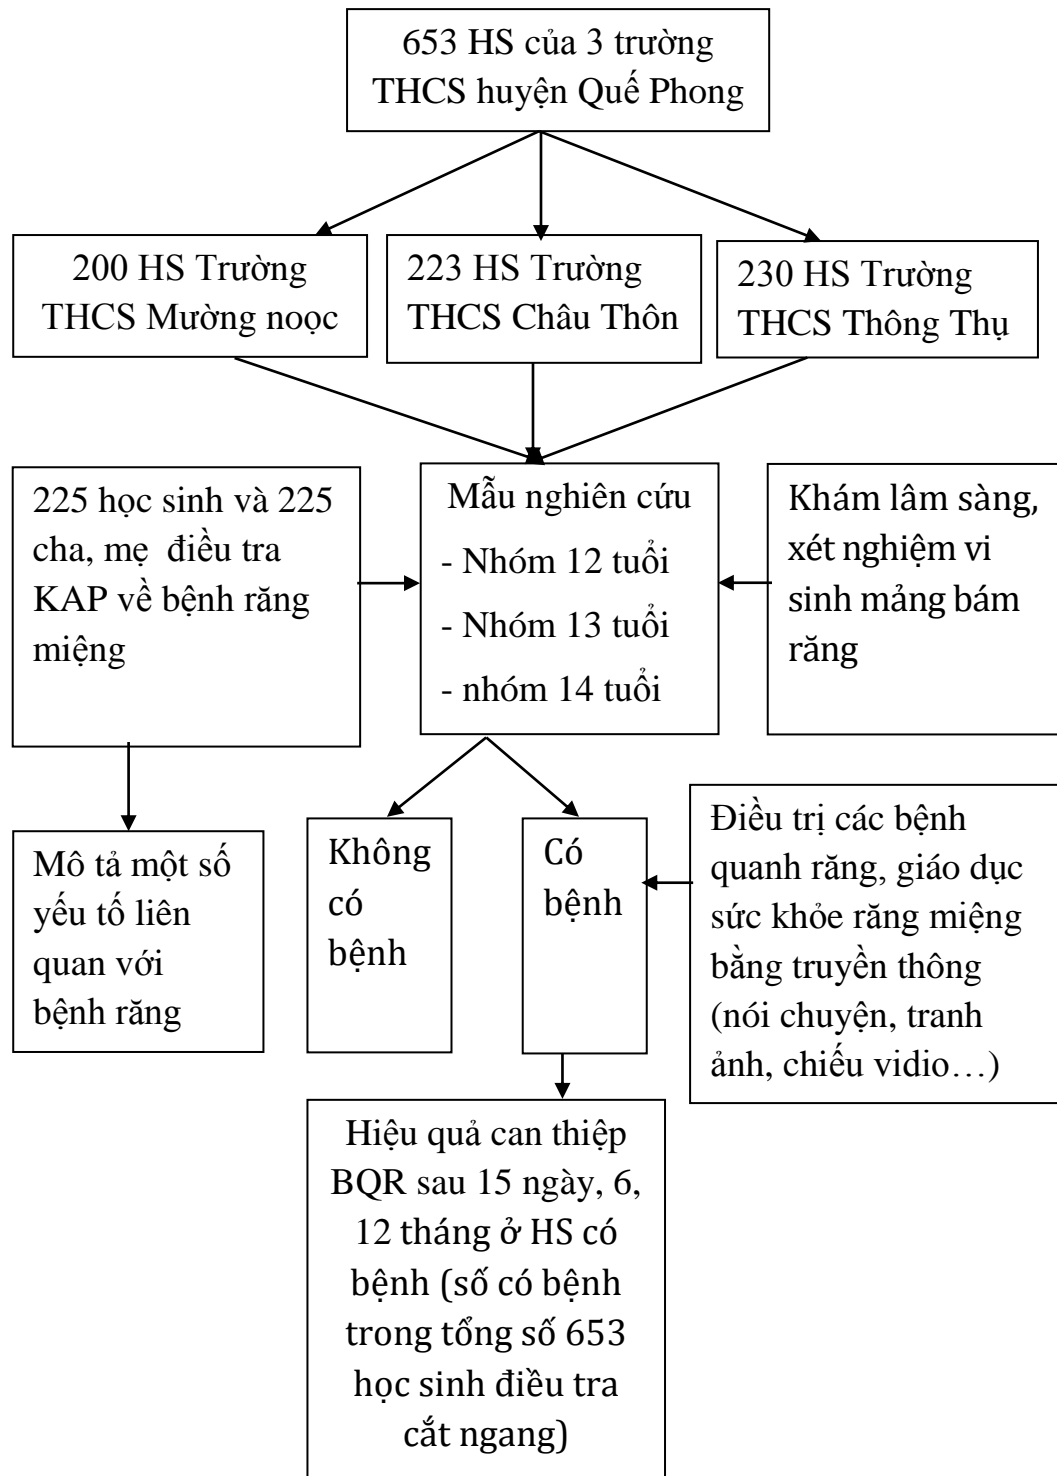 653 HS của 3 trường
THCS huyện Quế Phong
200 HS Trường
THCS Mường noọc
223 HS Trường
THCS Châu Thôn
230 HS Trường
THCS Thông Thụ
225 học sinh và 225
cha, mẹ điều tra
KAP về bệnh răng
miệng
Mẫu nghiên cứu
- Nhóm 12 tuổi
- Nhóm 13 tuổi
- nhóm 14 tuổi
Khám lâm sàng,
xét nghiệm vi
sinh mảng bám
răng
Mô tả một số
yếu tố liên
quan với
bệnh răng
Không
có
bệnh
Có
bệnh
Điều trị các bệnh
quanh răng, giáo dục
sức khỏe răng miệng
bằng truyền thông
(nói chuyện, tranh
ảnh, chiếu vidio…)
Hiệu quả can thiệp
BQR sau 15 ngày, 6,
12 tháng ở HS có
bệnh (số có bệnh
trong tổng số 653
học sinh điều tra
cắt ngang)